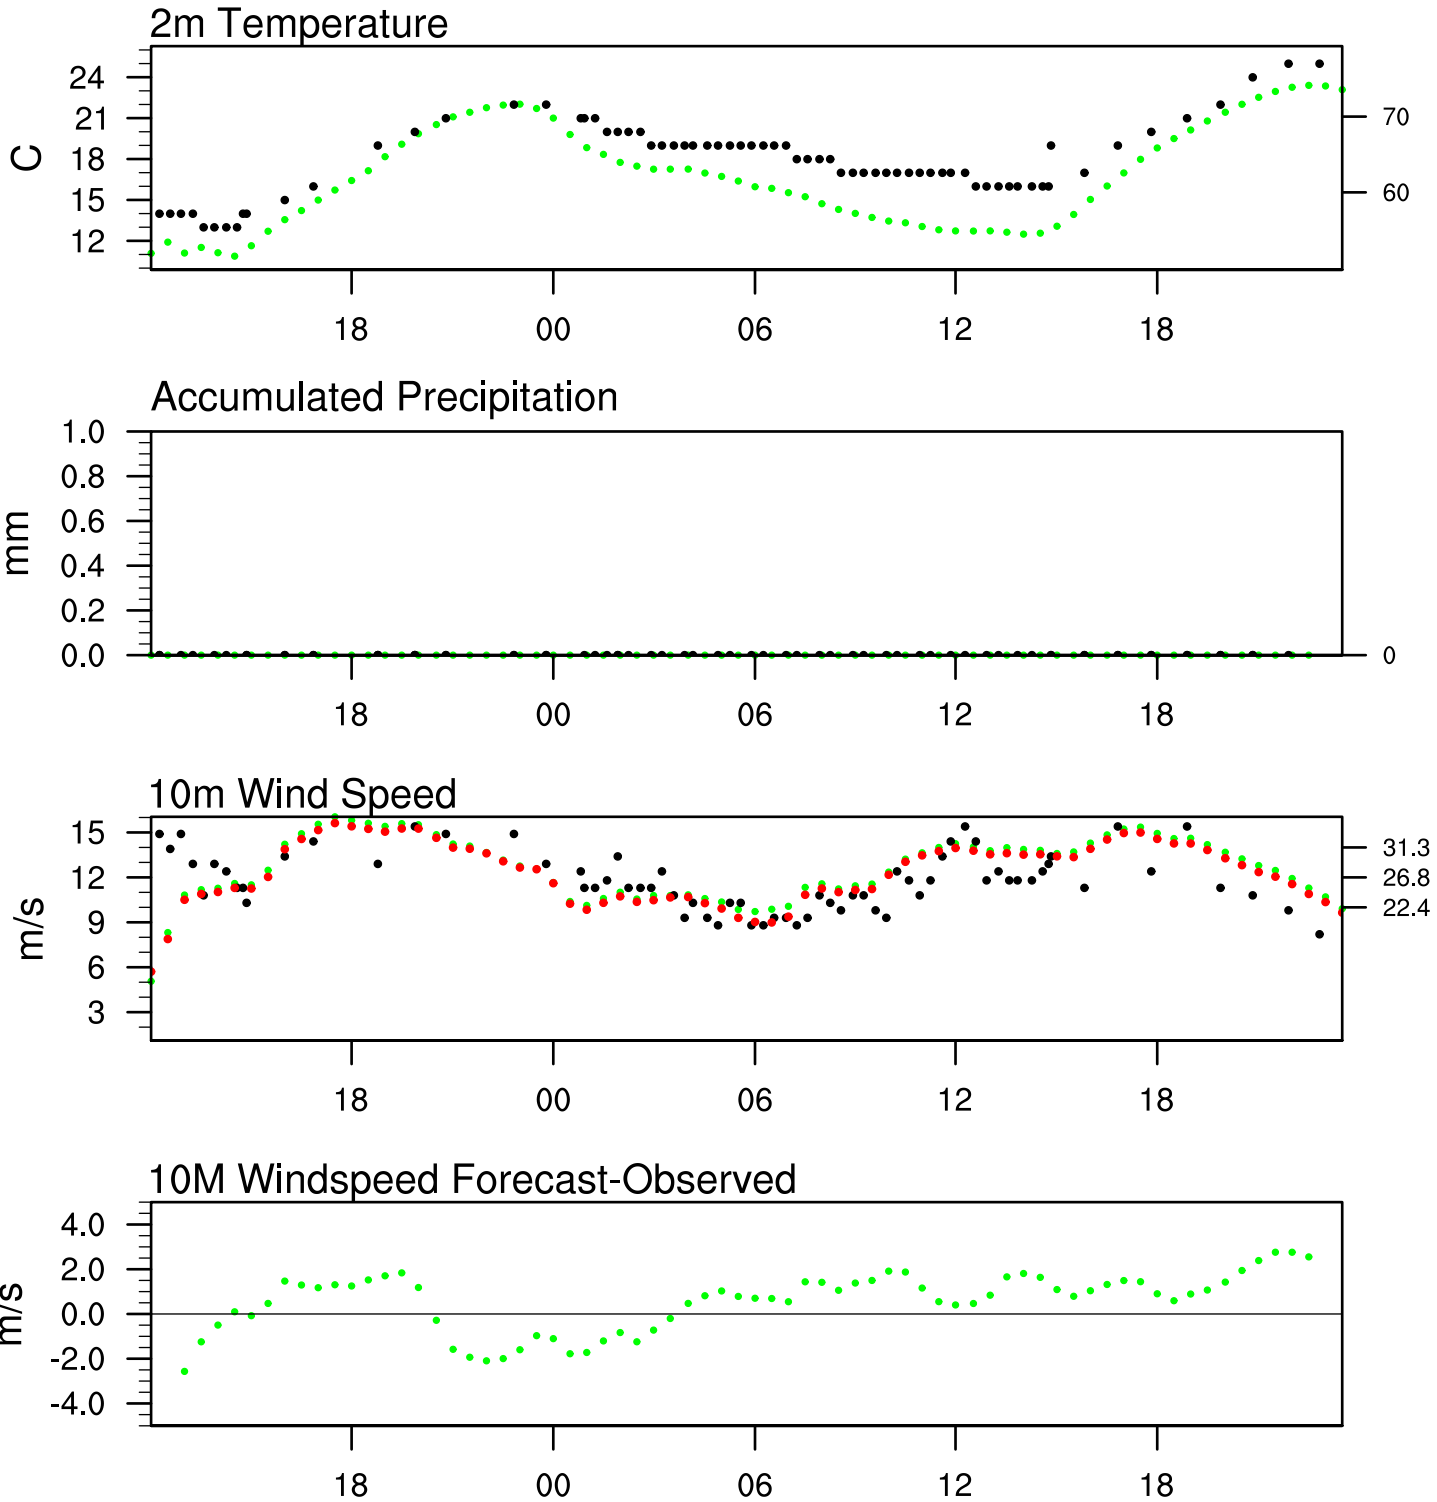 2m Temperature
C
24
21
18
15
12
70
60
18 00 06 12 18
Accumulated Precipitation
mm
1.0
0.8
0.6
0.4
0.2
0.0
0
18 00 06 12 18
10m Wind Speed
m/s
15
12
9
6
3
31.3
26.8
22.4
18 00 06 12 18
10M Windspeed Forecast-Observed
m/s
4.0
2.0
0.0
-2.0
-4.0
18 00 06 12 18